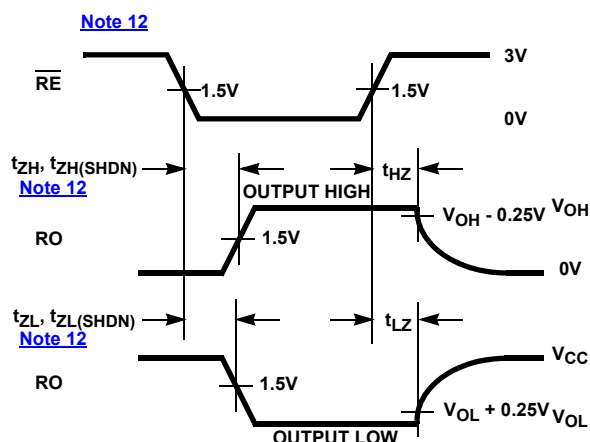 Note 12
RE
3V
1.5V
1.5V
0V
tZH, tZH(SHDN)
Note 12
tHZ
OUTPUT HIGH
VOH - 0.25V VOH
RO
1.5V
0V
tZL, tZL(SHDN)
Note 12
tLZ
VCC
RO
1.5V
VOL + 0.25V VOL
OUTPUT LOW